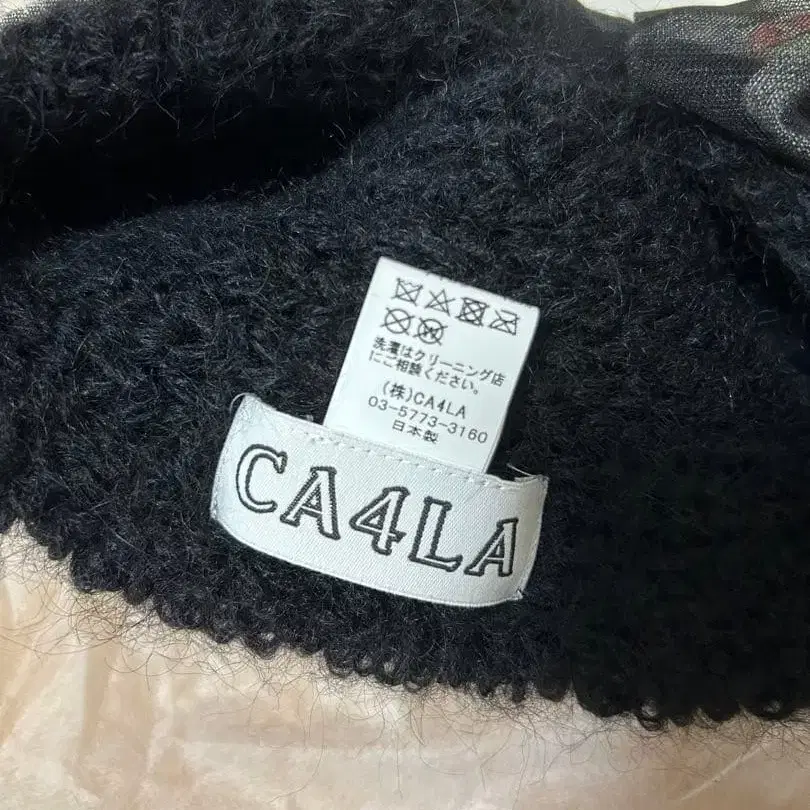 洗濯はクリーニング店
にご相談ください。
(株)CA4LA
03-5773-3160
日本製
CA4LA